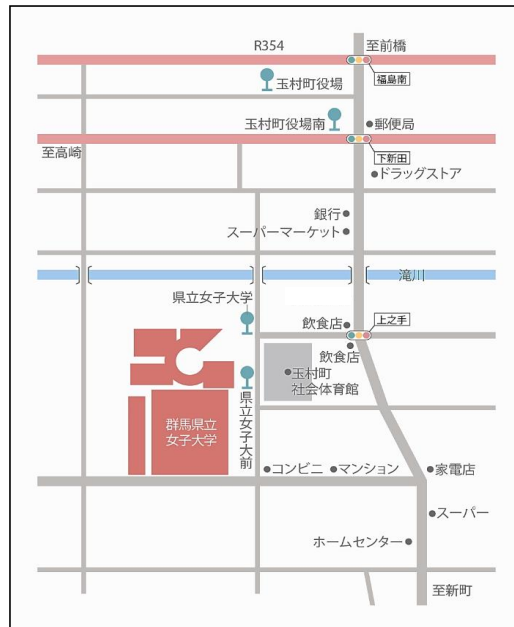 R354
至前橋
福島南
玉村町役場
玉村町役場南
郵便局
至高崎
下新田
ドラッグストア
銀行
スーパーマーケット
滝川
県立女子大学
飲食店
上之手
飲食店
玉村町
社会体育館
県立女子大前
群馬県立
女子大学
コンビニ
マンション
家電店
スーパー
ホームセンター
至新町